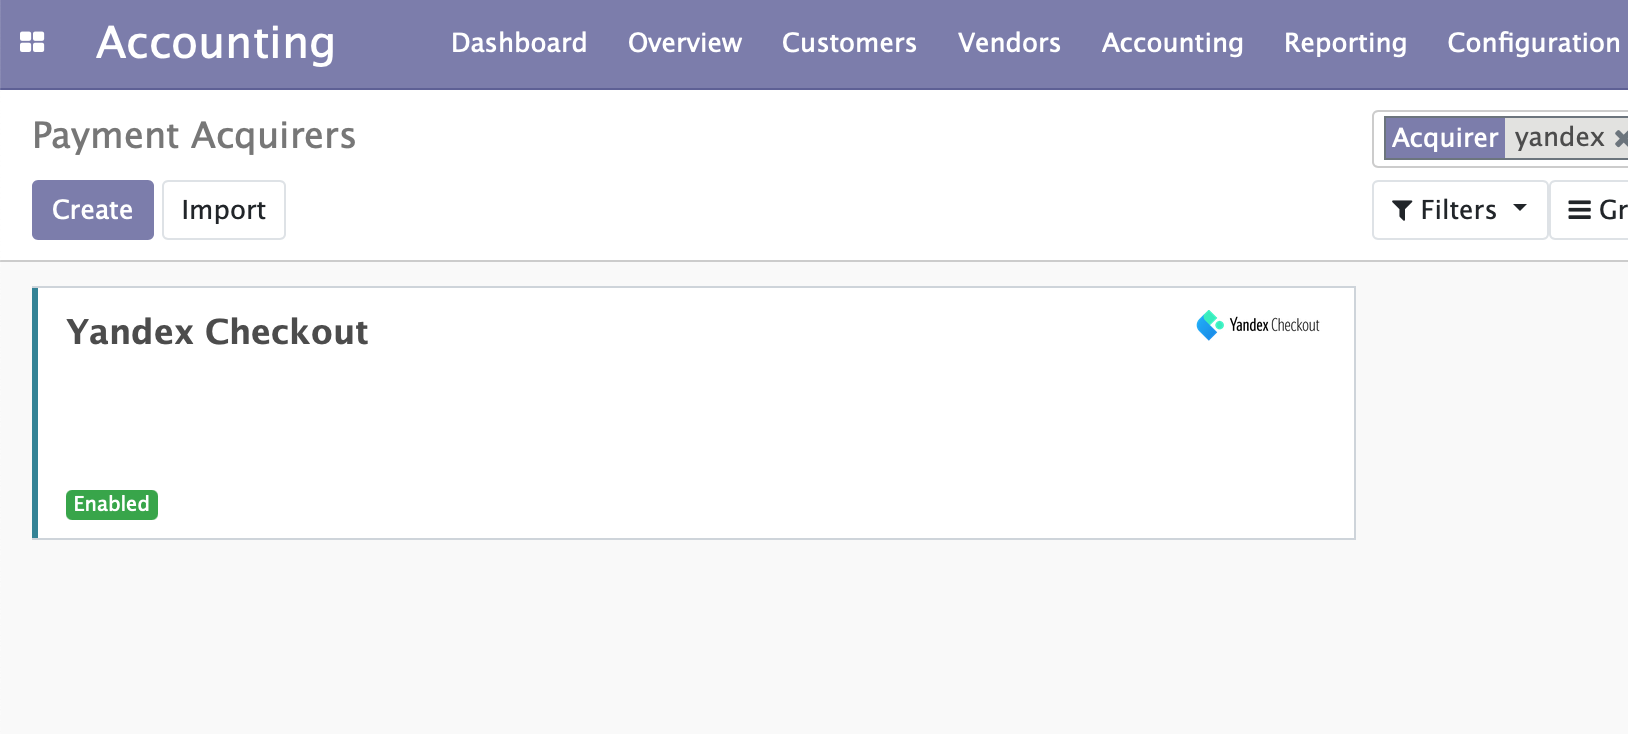 Accounting Dashboard Overview Customers Vendors Accounting Reporting Configuration
Payment Acquirers
Acquirer yandex
Create Import Filters Gr
Yandex Checkout
Yandex Checkout
Enabled